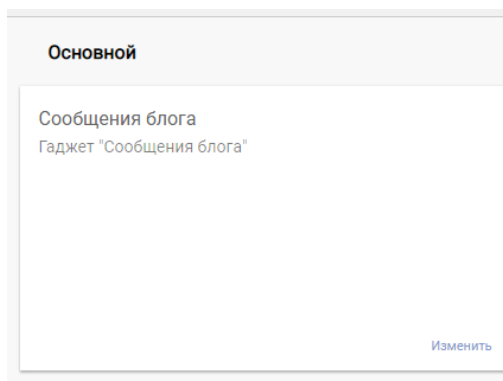 Основной
Сообщения блога
Гаджет "Сообщения блога"
Изменить